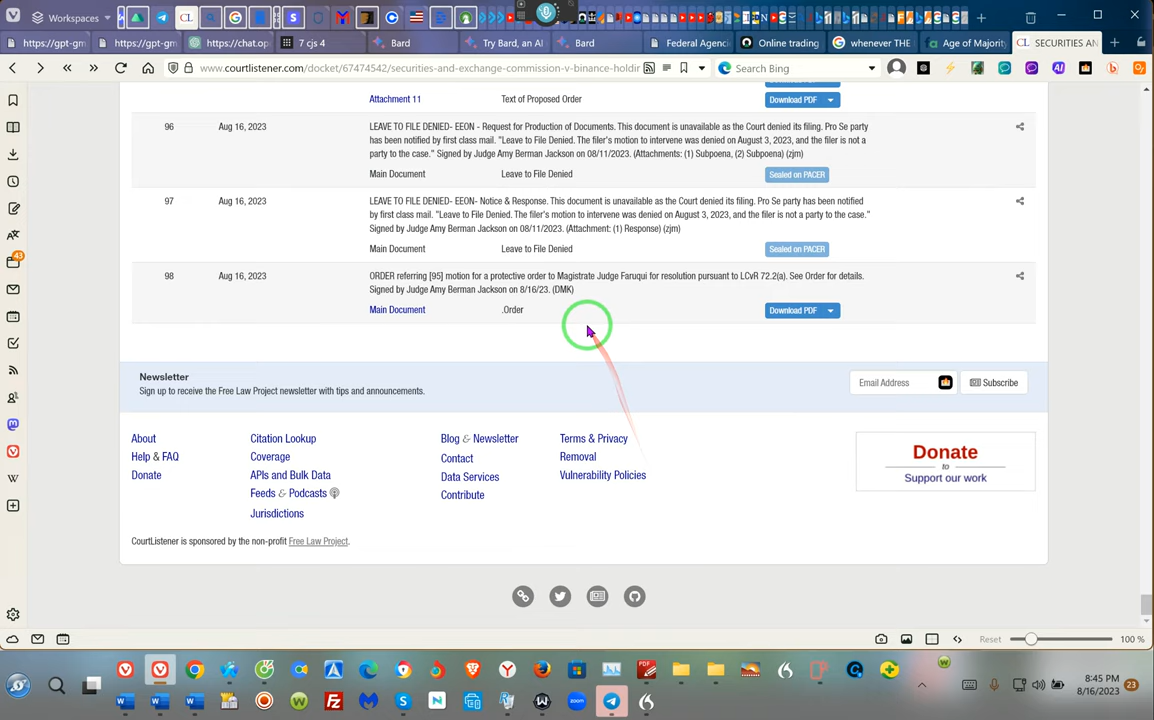 Workspaces
https://gpt-gm
https://gpt-gm
https://chat.op
7 cjs 4
Bard
Try Bard, an AI
Bard
Federal Agenc
Online trading
whenever THE
Age of Majority
SECURITIES AN
www.courtlistener.com/docket/67474542/securities-and-exchange-commission-v-binance-holdir
Search Bing
Attachment 11
Text of Proposed Order
Download PDF
96
Aug 16, 2023
LEAVE TO FILE DENIED- EEON - Request for Production of Documents. This document is unavailable as the Court denied its filing. Pro Se party
has been notified by first class mail. "Leave to File Denied. The filer's motion to intervene was denied on August 3, 2023, and the filer is not a
party to the case." Signed by Judge Amy Berman Jackson on 08/11/2023. (Attachments: (1) Subpoena, (2) Subpoena) (zjm)
Main Document
Leave to File Denied
Sealed on PACER
97
Aug 16, 2023
LEAVE TO FILE DENIED- EEON- Notice & Response. This document is unavailable as the Court denied its filing. Pro Se party has been notified
by first class mail. "Leave to File Denied. The filer's motion to intervene was denied on August 3, 2023, and the filer is not a party to the case."
Signed by Judge Amy Berman Jackson on 08/11/2023. (Attachment: (1) Response) (zjm)
Main Document
Leave to File Denied
Sealed on PACER
98
Aug 16, 2023
ORDER referring [95] motion for a protective order to Magistrate Judge Faruqui for resolution pursuant to LCvR 72.2(a). See Order for details.
Signed by Judge Amy Berman Jackson on 8/16/23. (DMK)
Main Document
.Order
Download PDF
Newsletter
Sign up to receive the Free Law Project newsletter with tips and announcements.
Email Address
Subscribe
About
Help & FAQ
Donate
Citation Lookup
Coverage
APIs and Bulk Data
Feeds & Podcasts
Jurisdictions
Blog & Newsletter
Contact
Data Services
Contribute
Terms & Privacy
Removal
Vulnerability Policies
Donate
to
Support our work
CourtListener is sponsored by the non-profit Free Law Project.
Reset
100 %
8:45 PM
8/16/2023
23
43